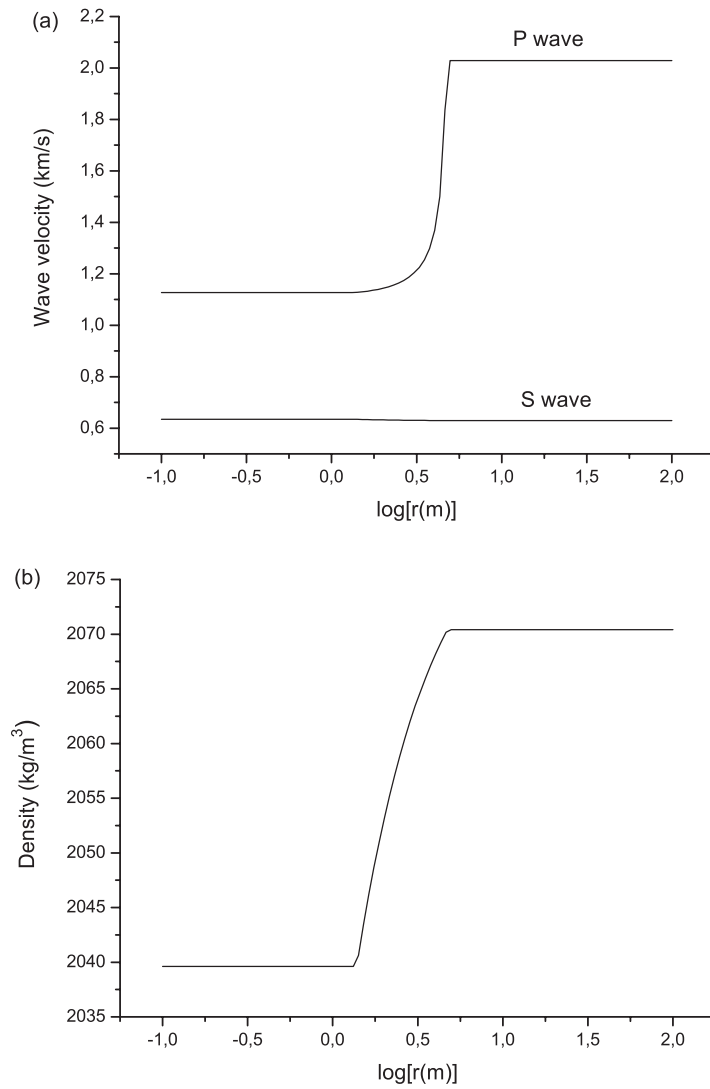 (a)
2,2
2,0
1,8
1,6
1,4
1,2
1,0
0,8
0,6
Wave velocity (km/s)
P wave
S wave
-1,0 -0,5 0,0 0,5 1,0 1,5 2,0
log[r(m)]
(b)
2075
2070
2065
2060
2055
2050
2045
2040
2035
Density (kg/m³)
-1,0 -0,5 0,0 0,5 1,0 1,5 2,0
log[r(m)]